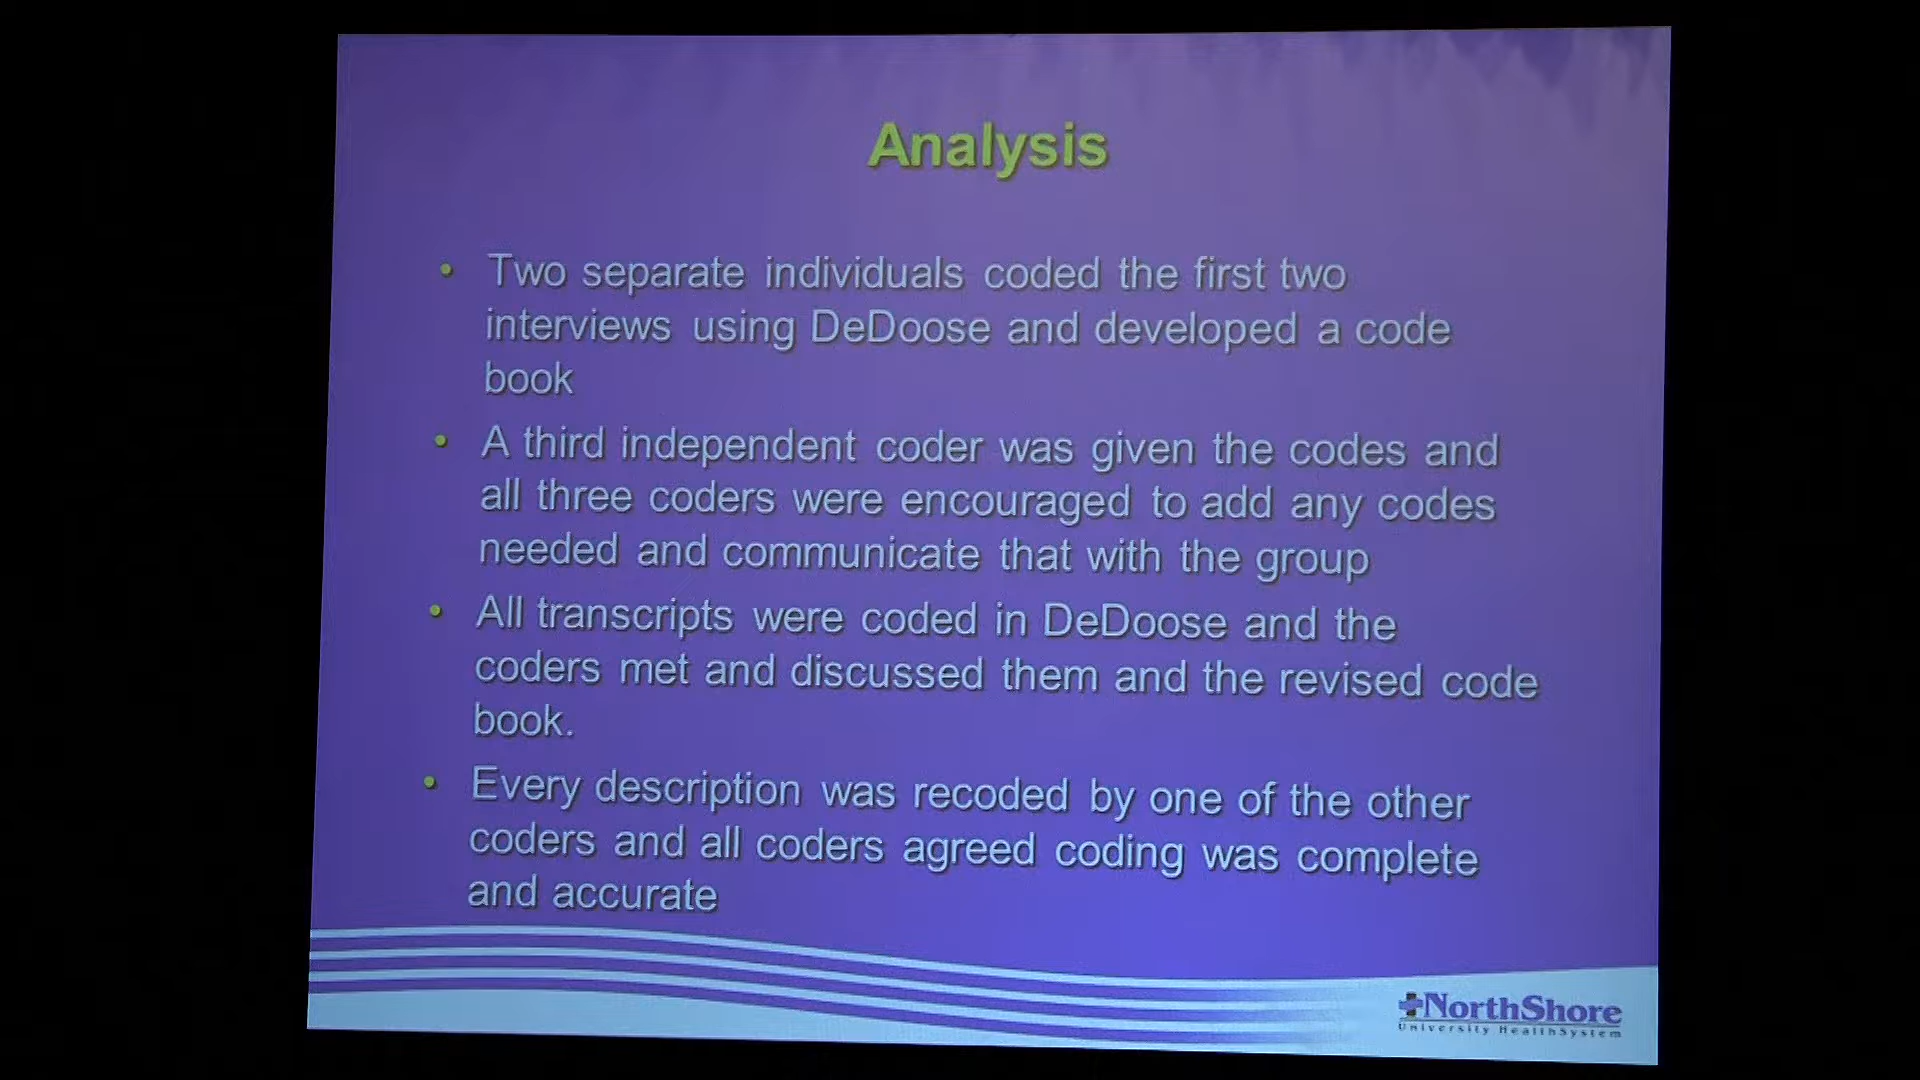 Analysis
• Two separate individuals coded the first two
interviews using DeDoose and developed a code
book
• A third independent coder was given the codes and
all three coders were encouraged to add any codes
needed and communicate that with the group
• All transcripts were coded in DeDoose and the
coders met and discussed them and the revised code
book.
• Every description was recoded by one of the other
coders and all coders agreed coding was complete
and accurate
NorthShore
University HealthSystem